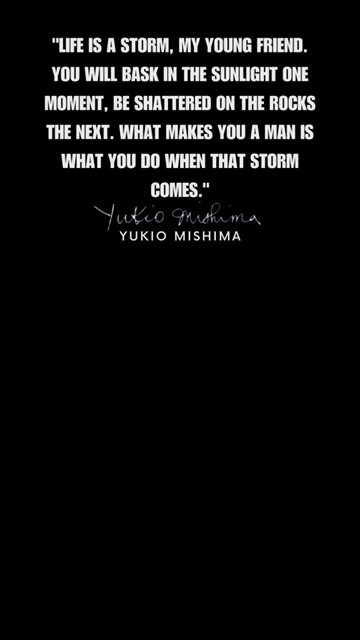 "LIFE IS A STORM, MY YOUNG FRIEND.
YOU WILL BASK IN THE SUNLIGHT ONE
MOMENT, BE SHATTERED ON THE ROCKS
THE NEXT. WHAT MAKES YOU A MAN IS
WHAT YOU DO WHEN THAT STORM
COMES."
Yukio Mishima
YUKIO MISHIMA